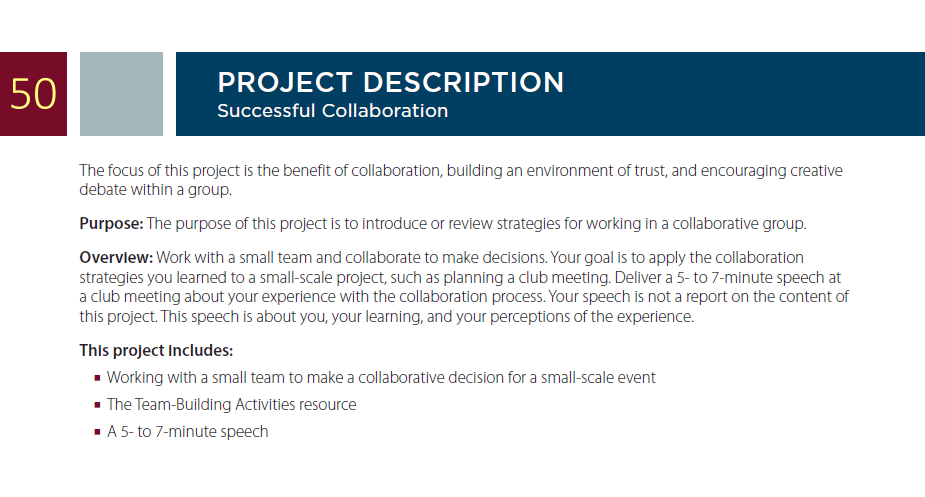 50
PROJECT DESCRIPTION
Successful Collaboration
The focus of this project is the benefit of collaboration, building an environment of trust, and encouraging creative
debate within a group.
Purpose: The purpose of this project is to introduce or review strategies for working in a collaborative group.
Overview: Work with a small team and collaborate to make decisions. Your goal is to apply the collaboration
strategies you learned to a small-scale project, such as planning a club meeting. Deliver a 5- to 7-minute speech at
a club meeting about your experience with the collaboration process. Your speech is not a report on the content of
this project. This speech is about you, your learning, and your perceptions of the experience.
This project includes:
▪ Working with a small team to make a collaborative decision for a small-scale event
▪ The Team-Building Activities resource
▪ A 5- to 7-minute speech